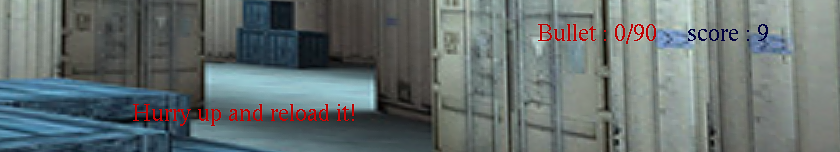 Bullet : 0/90 score : 9
Hurry up and reload it!